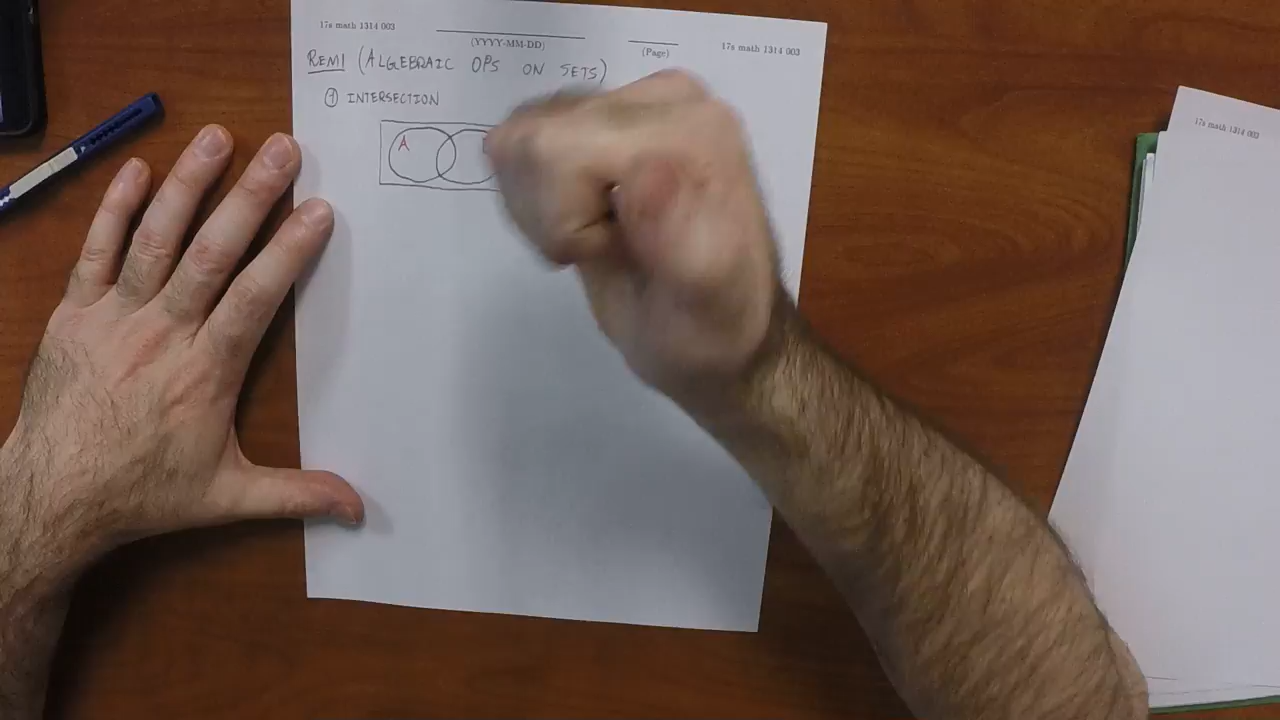 17s math 1314 003
(YYYY-MM-DD)
(Page)
17s math 1314 003
REM1 (ALGEBRAIC OPS ON SETS)
1 INTERSECTION
A
17s math 1314 003